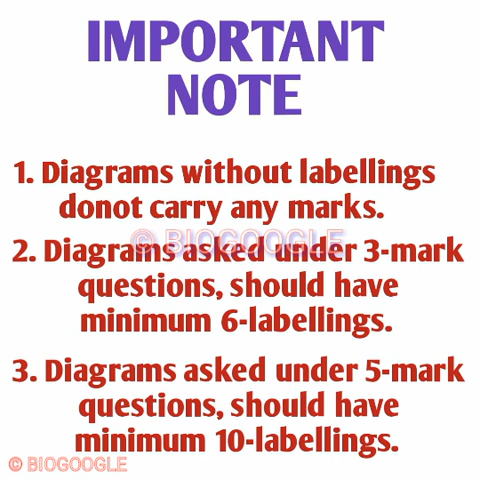 IMPORTANT
NOTE
1. Diagrams without labellings
donot carry any marks.
© BIOGOOGLE
2. Diagrams asked under 3-mark
questions, should have
minimum 6-labellings.
3. Diagrams asked under 5-mark
questions, should have
minimum 10-labellings.
© BIOGOOGLE